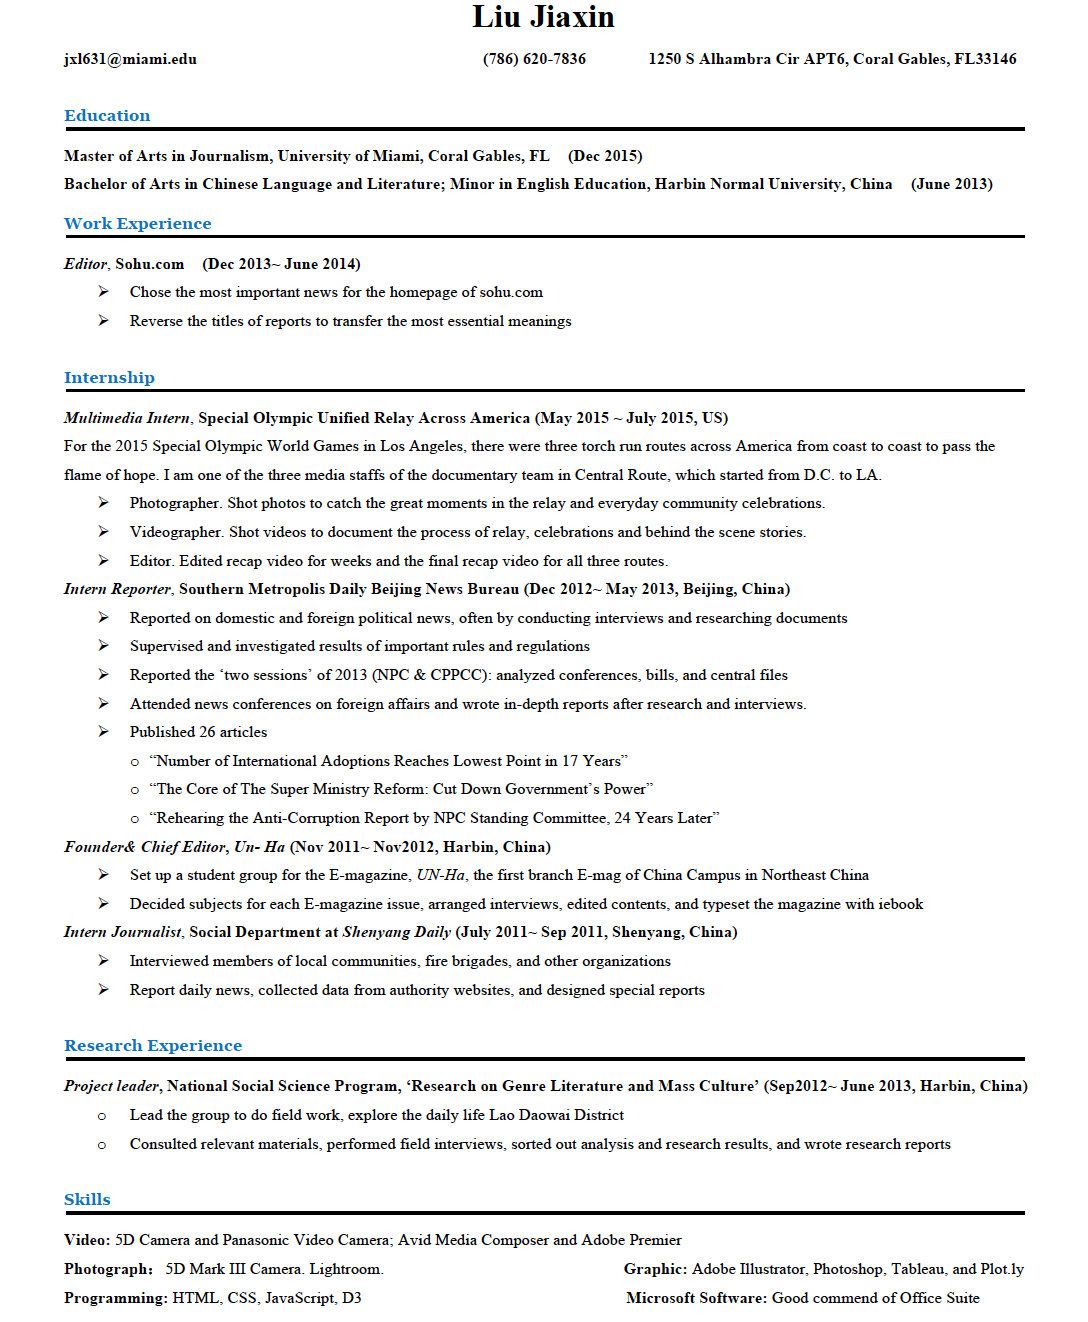 Liu Jiaxin
jxl631@miami.edu (786) 620-7836 1250 S Alhambra Cir APT6, Coral Gables, FL33146
Education
Master of Arts in Journalism, University of Miami, Coral Gables, FL (Dec 2015)
Bachelor of Arts in Chinese Language and Literature; Minor in English Education, Harbin Normal University, China (June 2013)
Work Experience
Editor, Sohu.com (Dec 2013~ June 2014)
➢ Chose the most important news for the homepage of sohu.com
➢ Reverse the titles of reports to transfer the most essential meanings
Internship
Multimedia Intern, Special Olympic Unified Relay Across America (May 2015 ~ July 2015, US)
For the 2015 Special Olympic World Games in Los Angeles, there were three torch run routes across America from coast to coast to pass the
flame of hope. I am one of the three media staffs of the documentary team in Central Route, which started from D.C. to LA.
➢ Photographer. Shot photos to catch the great moments in the relay and everyday community celebrations.
➢ Videographer. Shot videos to document the process of relay, celebrations and behind the scene stories.
➢ Editor. Edited recap video for weeks and the final recap video for all three routes.
Intern Reporter, Southern Metropolis Daily Beijing News Bureau (Dec 2012~ May 2013, Beijing, China)
➢ Reported on domestic and foreign political news, often by conducting interviews and researching documents
➢ Supervised and investigated results of important rules and regulations
➢ Reported the ‘two sessions’ of 2013 (NPC & CPPCC): analyzed conferences, bills, and central files
➢ Attended news conferences on foreign affairs and wrote in-depth reports after research and interviews.
➢ Published 26 articles
o “Number of International Adoptions Reaches Lowest Point in 17 Years”
o “The Core of The Super Ministry Reform: Cut Down Government’s Power”
o “Rehearing the Anti-Corruption Report by NPC Standing Committee, 24 Years Later”
Founder& Chief Editor, Un- Ha (Nov 2011~ Nov2012, Harbin, China)
➢ Set up a student group for the E-magazine, UN-Ha, the first branch E-mag of China Campus in Northeast China
➢ Decided subjects for each E-magazine issue, arranged interviews, edited contents, and typeset the magazine with iebook
Intern Journalist, Social Department at Shenyang Daily (July 2011~ Sep 2011, Shenyang, China)
➢ Interviewed members of local communities, fire brigades, and other organizations
➢ Report daily news, collected data from authority websites, and designed special reports
Research Experience
Project leader, National Social Science Program, ‘Research on Genre Literature and Mass Culture’ (Sep2012~ June 2013, Harbin, China)
o Lead the group to do field work, explore the daily life Lao Daowai District
o Consulted relevant materials, performed field interviews, sorted out analysis and research results, and wrote research reports
Skills
Video: 5D Camera and Panasonic Video Camera; Avid Media Composer and Adobe Premier
Photograph： 5D Mark III Camera. Lightroom. Graphic: Adobe Illustrator, Photoshop, Tableau, and Plot.ly
Programming: HTML, CSS, JavaScript, D3 Microsoft Software: Good commend of Office Suite